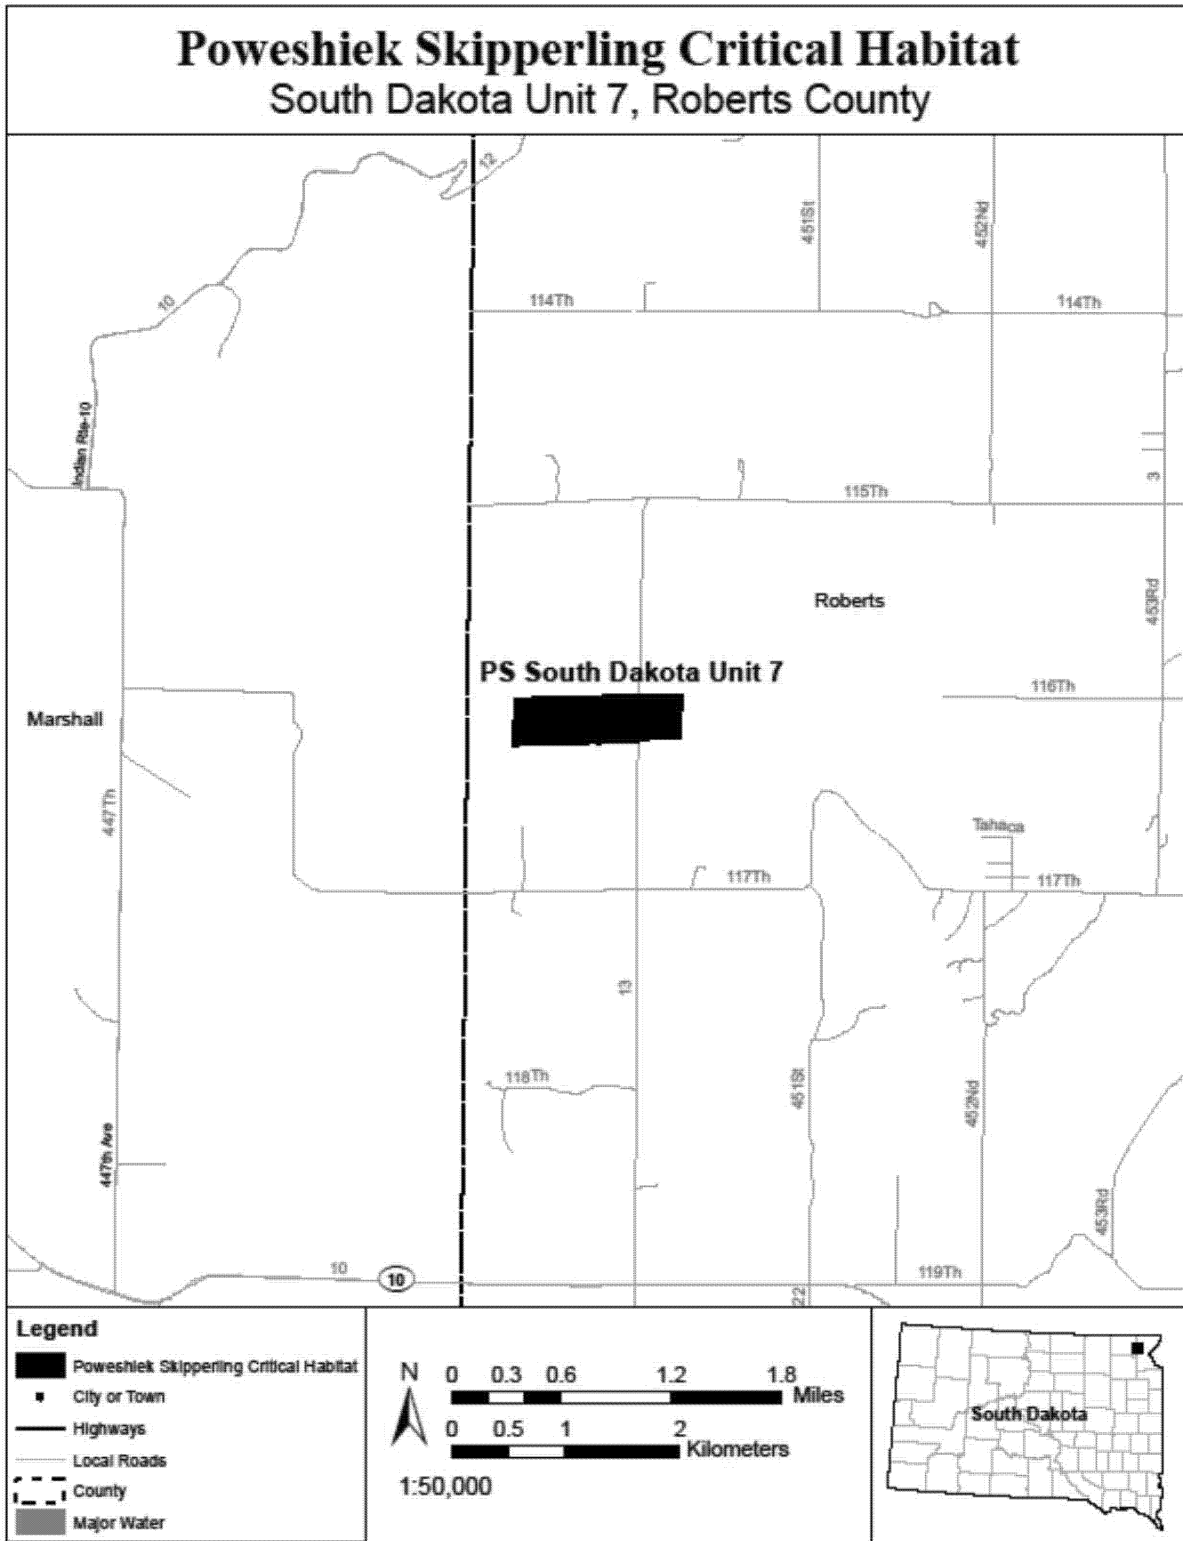 Poweshiek Skipperling Critical Habitat
South Dakota Unit 7, Roberts County
12
451St
452Nd
10
114Th
114Th
Indian Rte-10
115Th
3
Roberts
453Rd
PS South Dakota Unit 7
116Th
Marshall
447Th
Tahaca
117Th
117Th
13
118Th
451St
452Nd
447th Ave
453Rd
10
10
119Th
22
Legend
Poweshiek Skipperling Critical Habitat
City or Town
Highways
Local Roads
County
Major Water
N
0 0.3 0.6 1.2 1.8
Miles
0 0.5 1 2
Kilometers
1:50,000
South Dakota